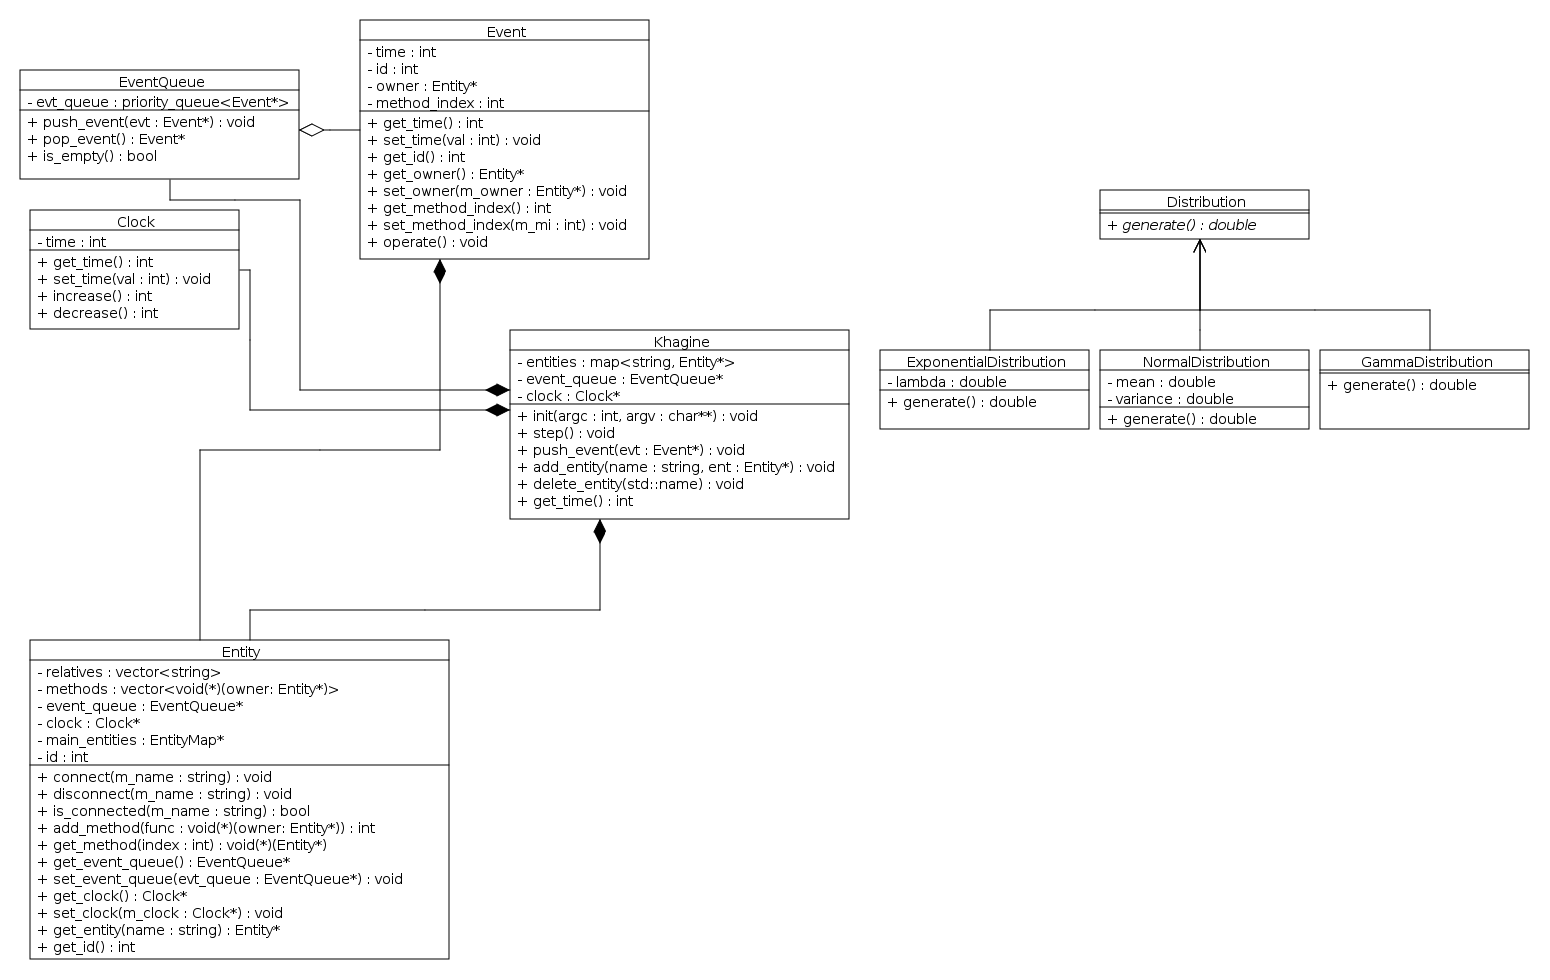 Event
- time : int
- id : int
- owner : Entity*
- method_index : int
+ get_time() : int
+ set_time(val : int) : void
+ get_id() : int
+ get_owner() : Entity*
+ set_owner(m_owner : Entity*) : void
+ get_method_index() : int
+ set_method_index(m_mi : int) : void
+ operate() : void
EventQueue
- evt_queue : priority_queue<Event*>
+ push_event(evt : Event*) : void
+ pop_event() : Event*
+ is_empty() : bool
Clock
- time : int
+ get_time() : int
+ set_time(val : int) : void
+ increase() : int
+ decrease() : int
Distribution
+ generate() : double
Khagine
- entities : map<string, Entity*>
- event_queue : EventQueue*
- clock : Clock*
+ init(argc : int, argv : char**) : void
+ step() : void
+ push_event(evt : Event*) : void
+ add_entity(name : string, ent : Entity*) : void
+ delete_entity(std::name) : void
+ get_time() : int
ExponentialDistribution
- lambda : double
+ generate() : double
NormalDistribution
- mean : double
- variance : double
+ generate() : double
GammaDistribution
+ generate() : double
Entity
- relatives : vector<string>
- methods : vector<void(*)(owner: Entity*)>
- event_queue : EventQueue*
- clock : Clock*
- main_entities : EntityMap*
- id : int
+ connect(m_name : string) : void
+ disconnect(m_name : string) : void
+ is_connected(m_name : string) : bool
+ add_method(func : void(*)(owner: Entity*)) : int
+ get_method(index : int) : void(*)(Entity*)
+ get_event_queue() : EventQueue*
+ set_event_queue(evt_queue : EventQueue*) : void
+ get_clock() : Clock*
+ set_clock(m_clock : Clock*) : void
+ get_entity(name : string) : Entity*
+ get_id() : int